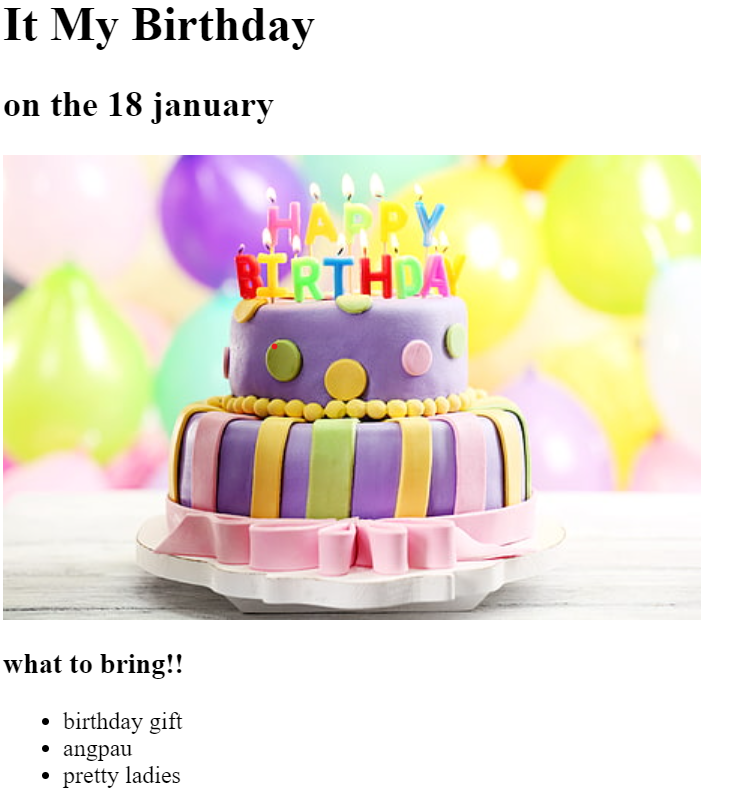 It My Birthday
on the 18 january
HAPPY
BIRTHDAY
what to bring!!
birthday gift
angpau
pretty ladies